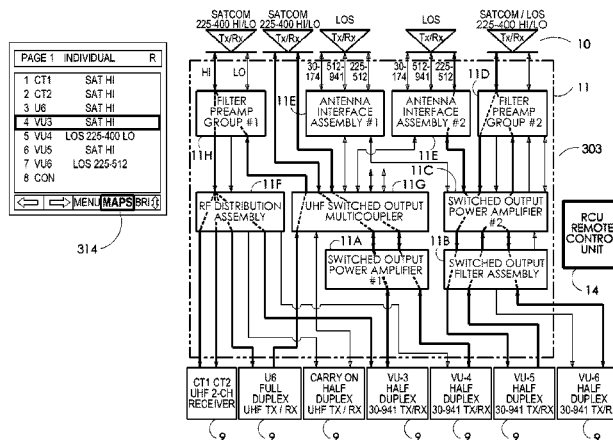 SATCOM
225-400 HI/LO
SATCOM
225-400 HI/LO
LOS
LOS
SATCOM / LOS
225-400 HI/LO
Tx/Rx
Tx/Rx
Tx/Rx
Tx/Rx
Tx/Rx
10
PAGE 1 INDIVIDUAL R
1 CT1 SAT HI
2 CT2 SAT HI
3 U6 SAT HI
4 VU3 SAT HI
5 VU4 LOS 225-400 LO
6 VU5 SAT HI
7 VU6 LOS 225-512
8 CON
MENU MAPS BRI
314
HI
LO
30-174
512-941
225-512
30-174
512-941
225-512
11D
11
11E
FILTER PREAMP GROUP #1
ANTENNA INTERFACE ASSEMBLY #1
ANTENNA INTERFACE ASSEMBLY #2
FILTER PREAMP GROUP #2
11H
11E
303
11F
11C
11G
RF DISTRIBUTION ASSEMBLY
UHF SWITCHED OUTPUT MULTICOUPLER
SWITCHED OUTPUT POWER AMPLIFIER #2
11A
11B
SWITCHED OUTPUT POWER AMPLIFIER #1
SWITCHED OUTPUT FILTER ASSEMBLY
RCU REMOTE CONTROL UNIT
14
CT1 CT2 UHF 2-CH RECEIVER
U6 FULL DUPLEX UHF TX / RX
CARRY ON HALF DUPLEX UHF TX / RX
VU-3 HALF DUPLEX 30-941 TX/RX
VU-4 HALF DUPLEX 30-941 TX/RX
VU-5 HALF DUPLEX 30-941 TX/RX
VU-6 HALF DUPLEX 30-941 TX/RX
9
9
9
9
9
9
9